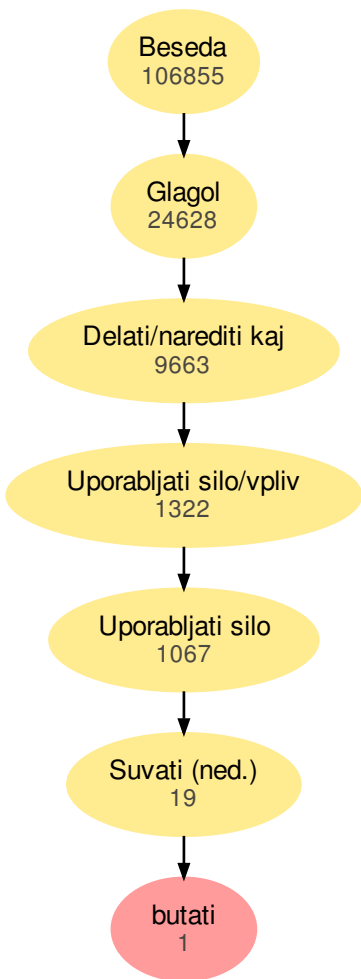 Beseda
106855
Glagol
24628
Delati/narediti kaj
9663
Uporabljati silo/vpliv
1322
Uporabljati silo
1067
Suvati (ned.)
19
butati
1